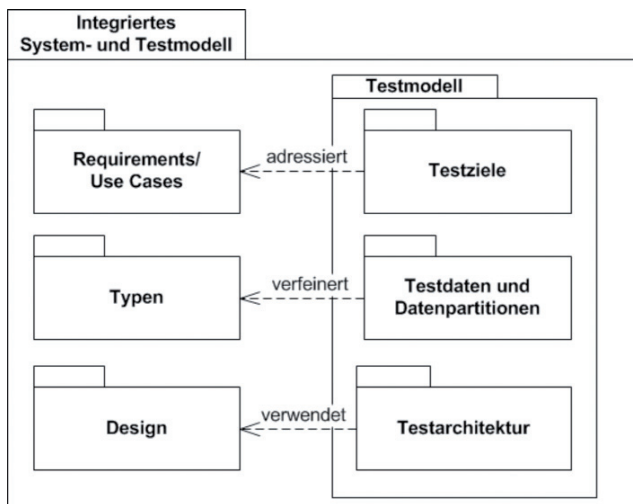 Integriertes
System- und Testmodell
Testmodell
Requirements/
Use Cases
adressiert
Testziele
Typen
verfeinert
Testdaten und
Datenpartitionen
Design
verwendet
Testarchitektur